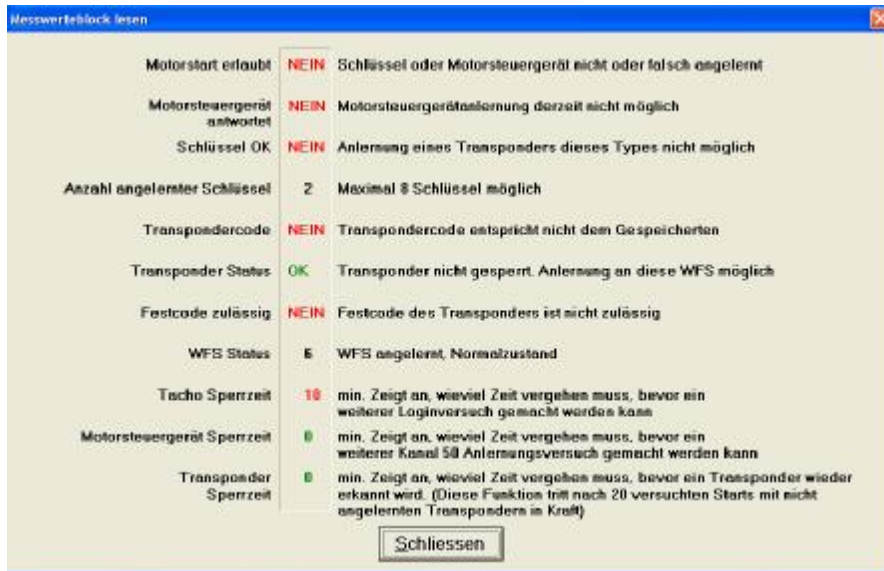 Messwerteblock lesen
Motorstart erlaubt NEIN Schlüssel oder Motorsteuergerät nicht oder falsch angelernt
Motorsteuergerät antwortet NEIN Motorsteuergerätanlernung derzeit nicht möglich
Schlüssel OK NEIN Anlernung eines Transponders dieses Types nicht möglich
Anzahl angelernter Schlüssel 2 Maximal 8 Schlüssel möglich
Transpondercode NEIN Transpondercode entspricht nicht dem Gespeicherten
Transponder Status OK Transponder nicht gesperrt. Anlernung an diese WFS möglich
Festcode zulässig NEIN Festcode des Transponders ist nicht zulässig
WFS Status 6 WFS angelernt, Normalzustand
Tacho Sperrzeit 10 min. Zeigt an, wieviel Zeit vergehen muss, bevor ein
weiterer Loginversuch gemacht werden kann
Motorsteuergerät Sperrzeit 0 min. Zeigt an, wieviel Zeit vergehen muss, bevor ein
weiterer Kanal 50 Anlernungsversuch gemacht werden kann
Transponder Sperrzeit 0 min. Zeigt an, wieviel Zeit vergehen muss, bevor ein Transponder wieder
erkannt wird. (Diese Funktion tritt nach 20 versuchten Starts mit nicht
angelernten Transpondern in Kraft)
Schliessen